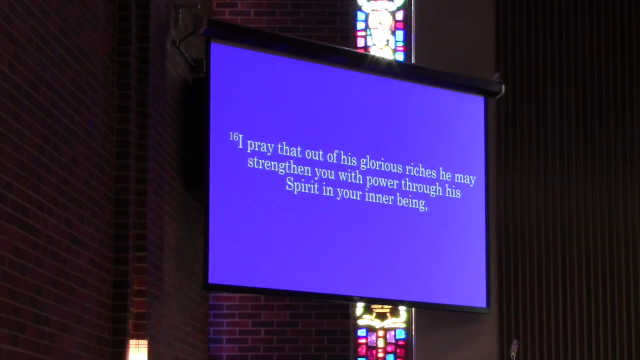 16I pray that out of his glorious riches he may
strengthen you with power through his
Spirit in your inner being,